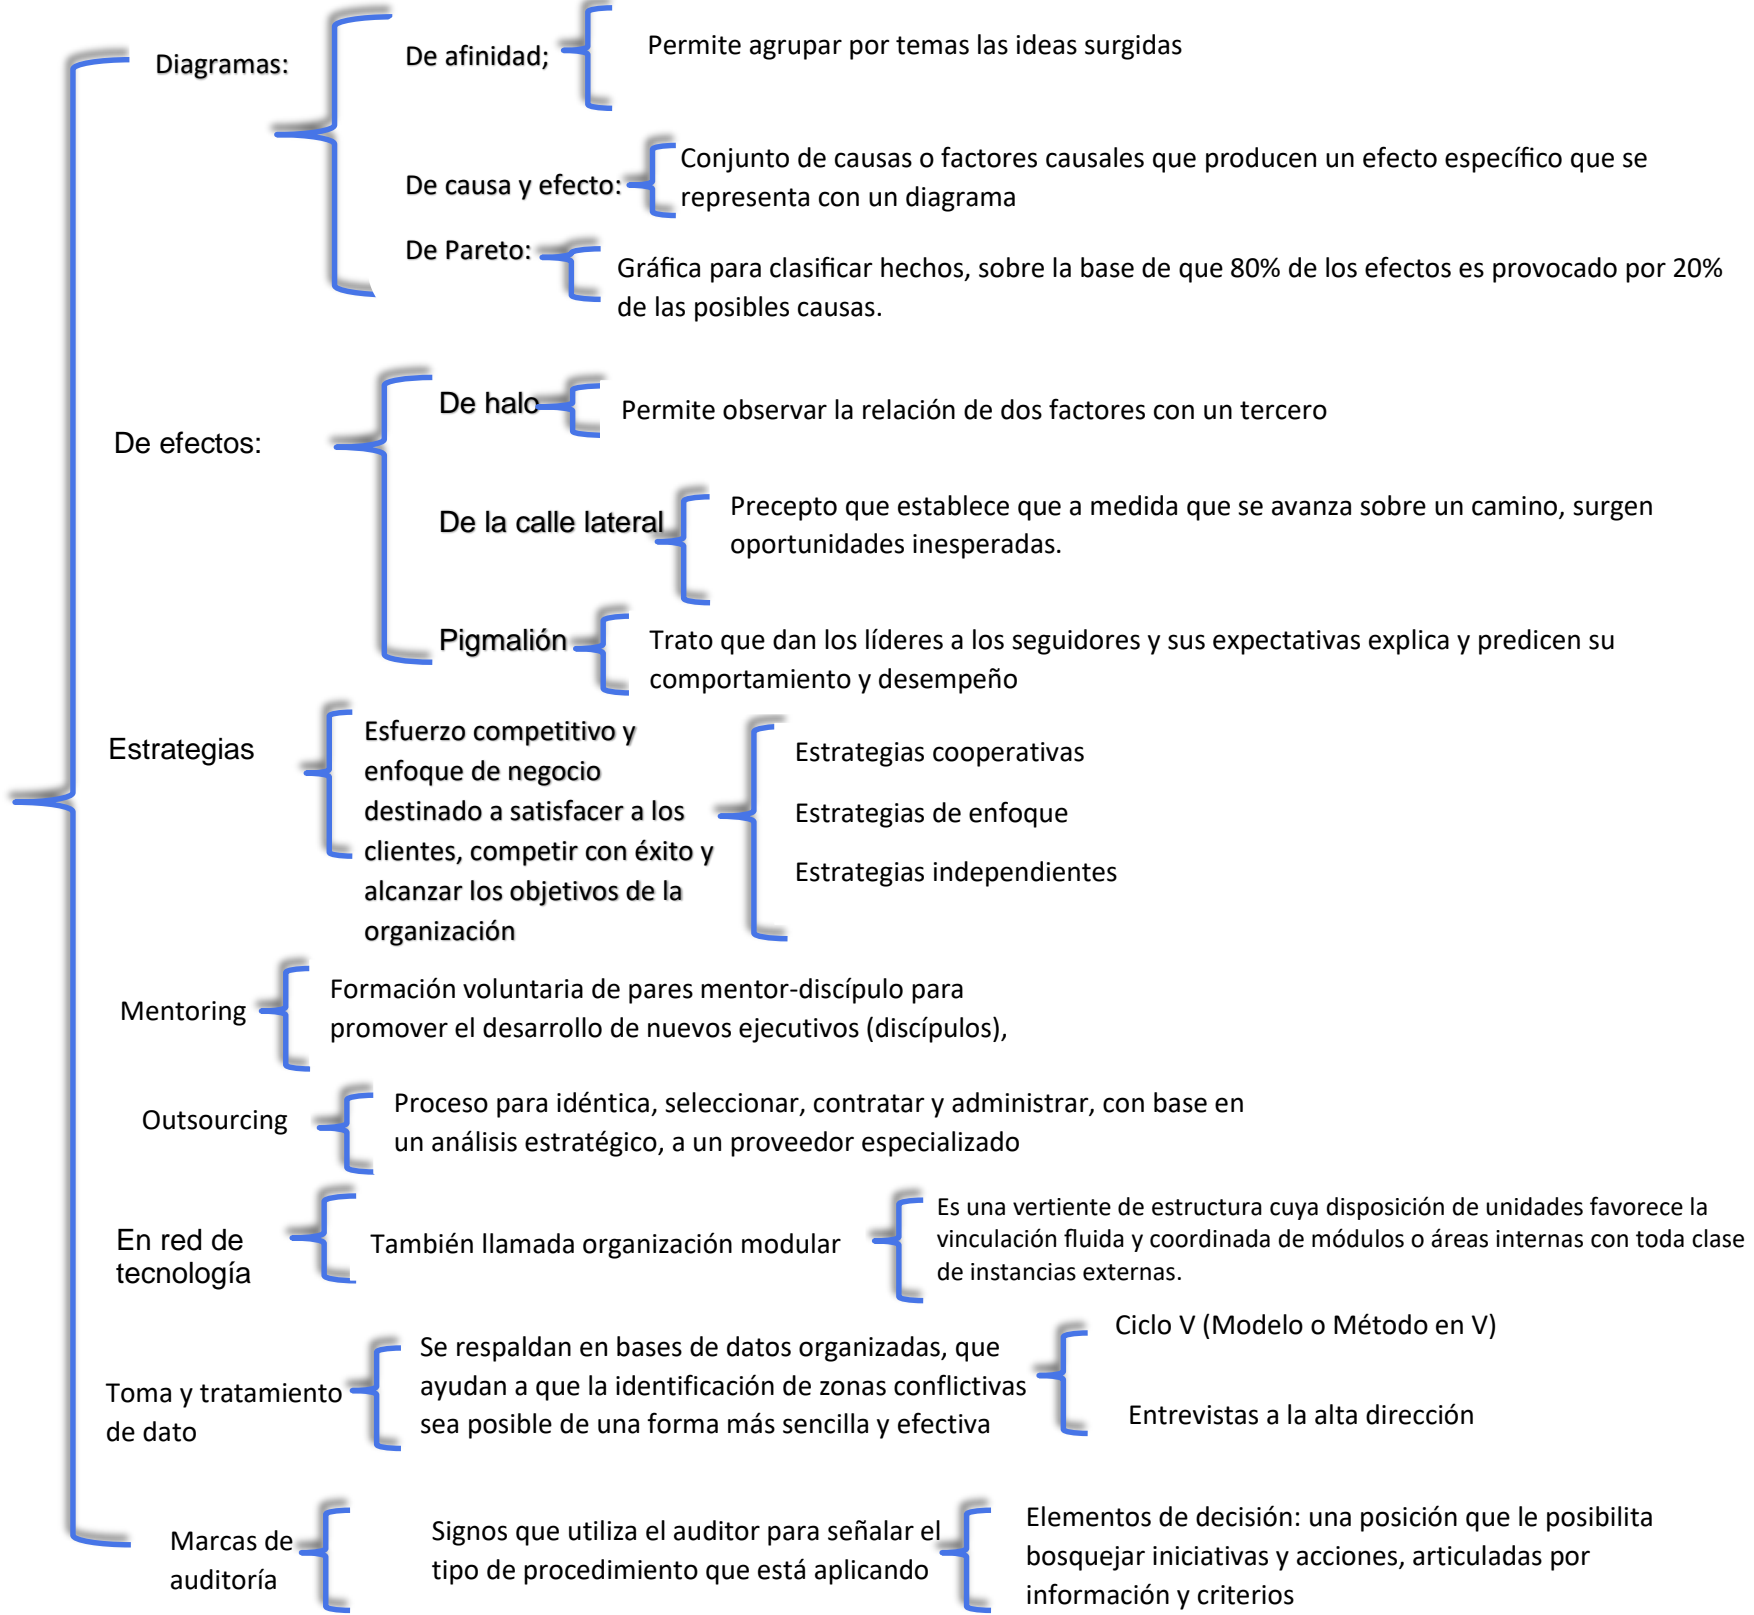 Diagramas:
De afinidad;
Permite agrupar por temas las ideas surgidas
De causa y efecto:
Conjunto de causas o factores causales que producen un efecto específico que se
representa con un diagrama
De Pareto:
Gráfica para clasificar hechos, sobre la base de que 80% de los efectos es provocado por 20%
de las posibles causas.
De efectos:
De halo
Permite observar la relación de dos factores con un tercero
De la calle lateral
Precepto que establece que a medida que se avanza sobre un camino, surgen
oportunidades inesperadas.
Pigmalión
Trato que dan los líderes a los seguidores y sus expectativas explica y predicen su
comportamiento y desempeño
Estrategias
Esfuerzo competitivo y
enfoque de negocio
destinado a satisfacer a los
clientes, competir con éxito y
alcanzar los objetivos de la
organización
Estrategias cooperativas
Estrategias de enfoque
Estrategias independientes
Mentoring
Formación voluntaria de pares mentor-discípulo para
promover el desarrollo de nuevos ejecutivos (discípulos),
Outsourcing
Proceso para idéntica, seleccionar, contratar y administrar, con base en
un análisis estratégico, a un proveedor especializado
En red de
tecnología
También llamada organización modular
Es una vertiente de estructura cuya disposición de unidades favorece la
vinculación fluida y coordinada de módulos o áreas internas con toda clase
de instancias externas.
Toma y tratamiento
de dato
Se respaldan en bases de datos organizadas, que
ayudan a que la identificación de zonas conflictivas
sea posible de una forma más sencilla y efectiva
Ciclo V (Modelo o Método en V)
Entrevistas a la alta dirección
Marcas de
auditoría
Signos que utiliza el auditor para señalar el
tipo de procedimiento que está aplicando
Elementos de decisión: una posición que le posibilita
bosquejar iniciativas y acciones, articuladas por
información y criterios